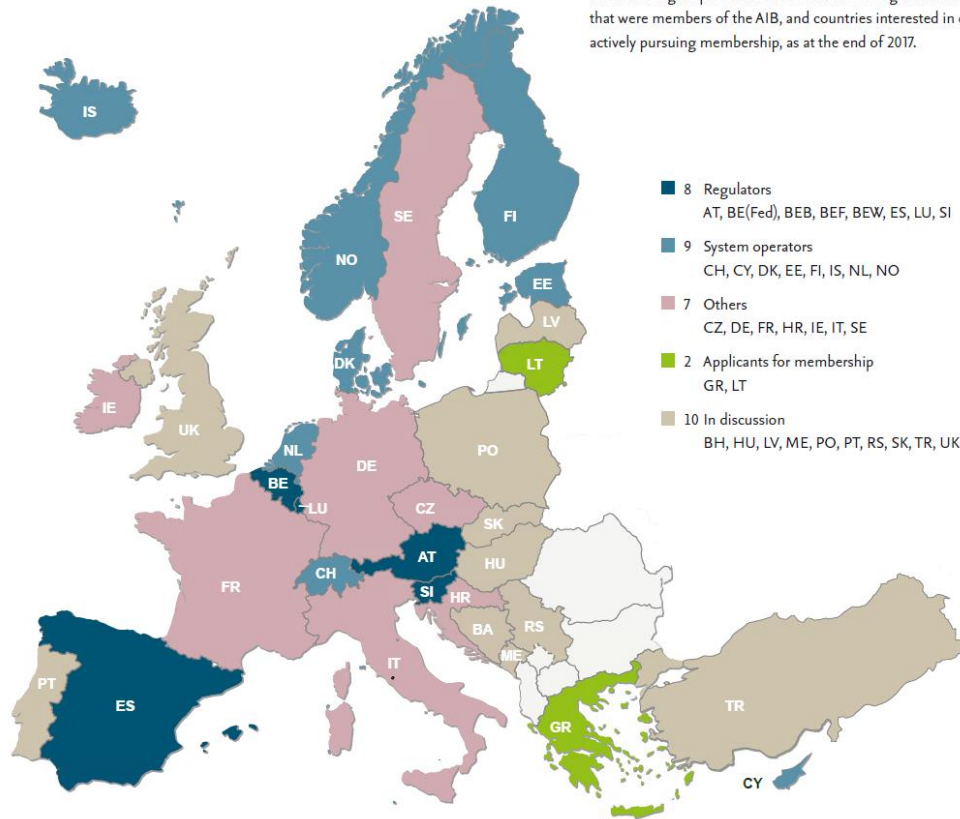 that were members of the AIB, and countries interested in
actively pursuing membership, as at the end of 2017.
IS
8 Regulators
AT, BE(Fed), BEB, BEF, BEW, ES, LU, SI
SE
FI
NO
9 System operators
CH, CY, DK, EE, FI, IS, NL, NO
EE
7 Others
CZ, DE, FR, HR, IE, IT, SE
LV
DK
LT
2 Applicants for membership
GR, LT
IE
UK
10 In discussion
BH, HU, LV, ME, PO, PT, RS, SK, TR, UK
NL
PO
DE
BE
LU
CZ
SK
AT
HU
CH
FR
SI
HR
BA
RS
ME
IT
PT
ES
TR
GR
CY